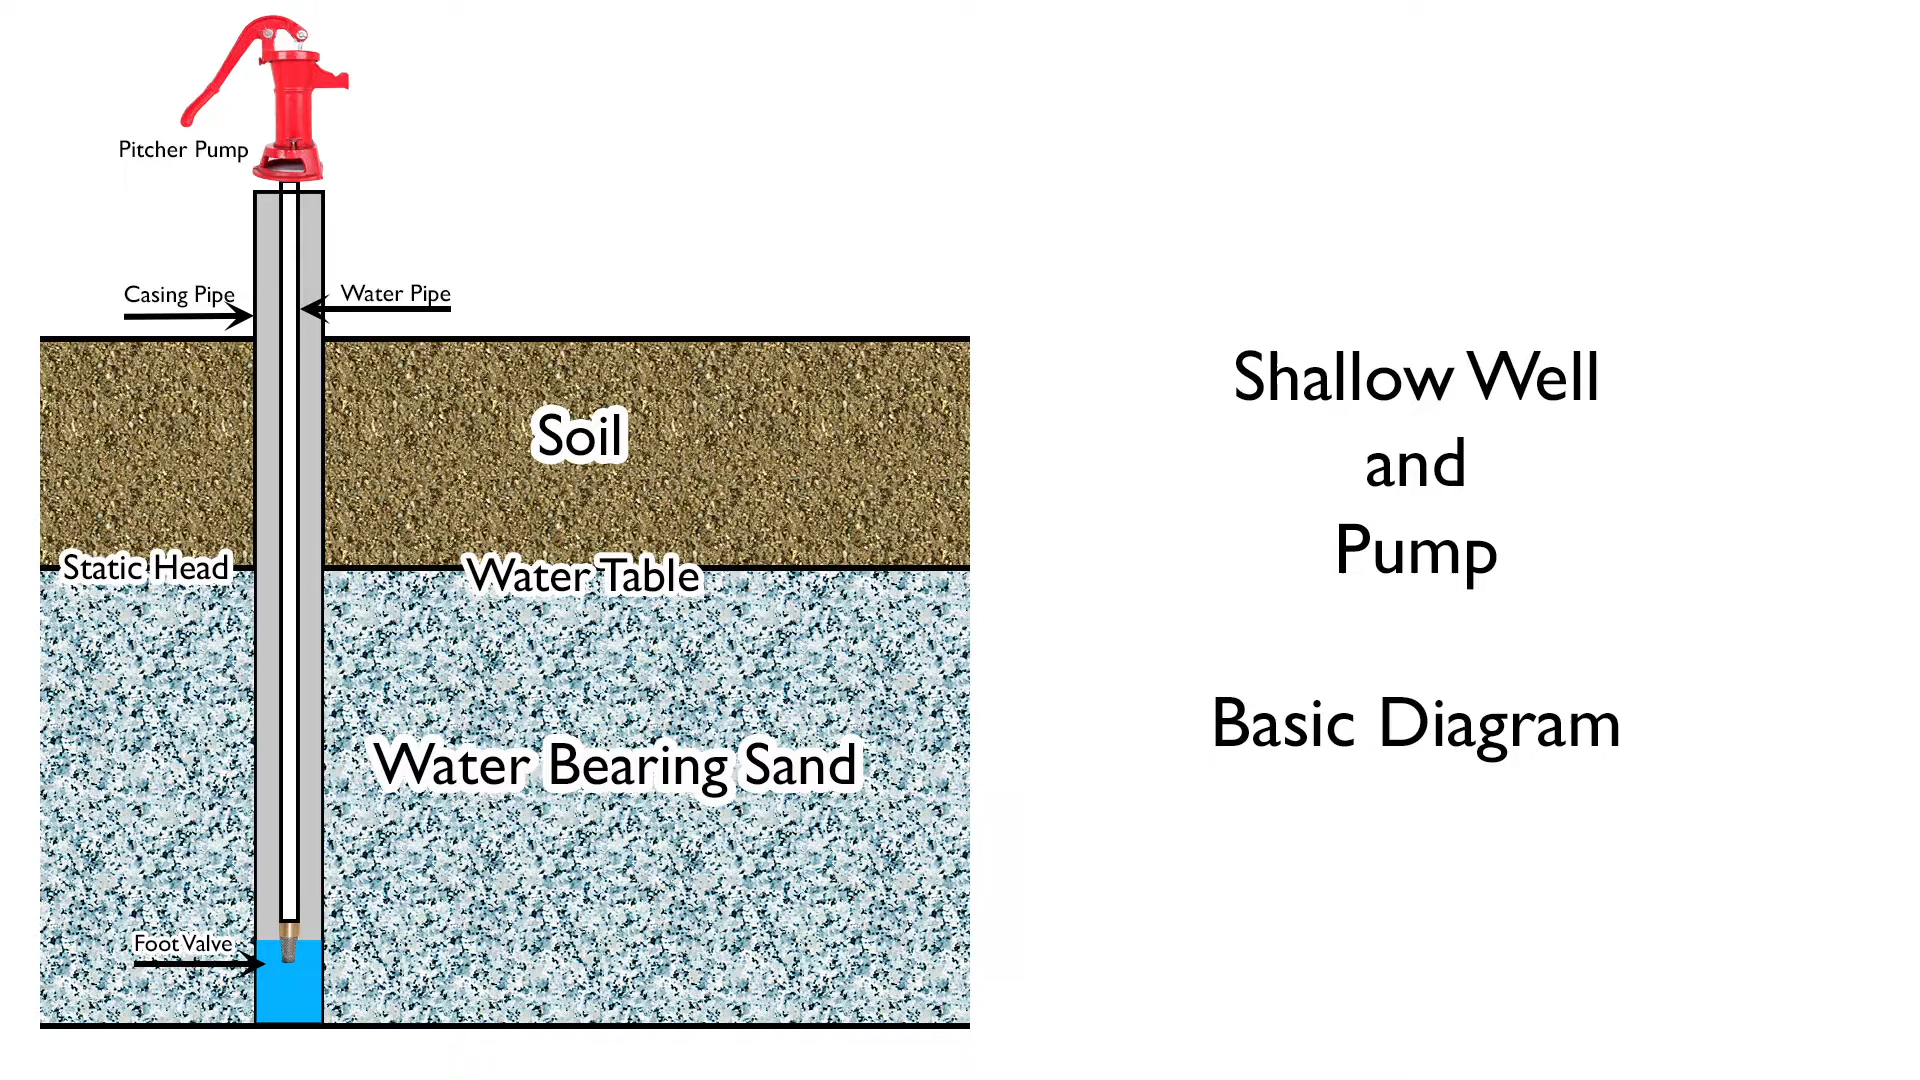 Pitcher Pump
Casing Pipe
Water Pipe
Soil
Static Head
Water Table
Water Bearing Sand
Foot Valve
Shallow Well
and
Pump
Basic Diagram